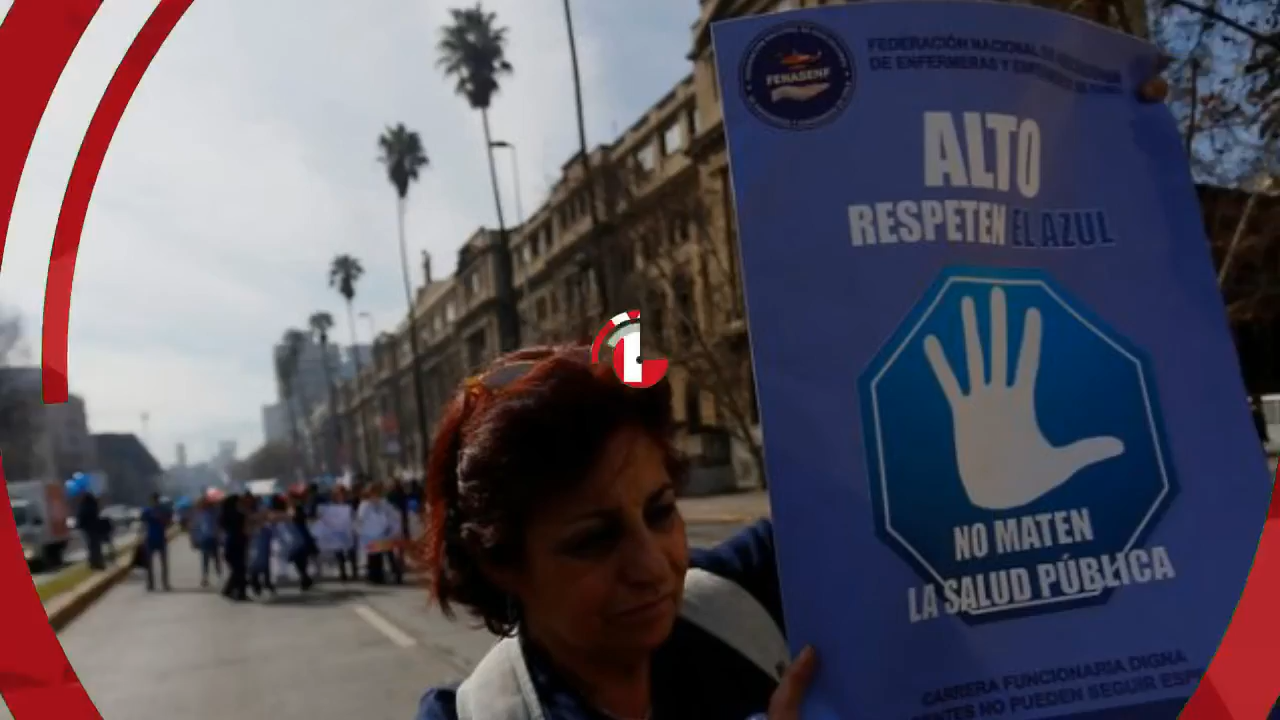 FENASENF
FEDERACIÓN NACIONAL DE
DE ENFERMERAS Y
ALTO
RESPETEN EL AZUL
NO MATEN
LA SALUD PÚBLICA
CARRERA FUNCIONARIA DIGNA
NO PUEDEN SEGUIR